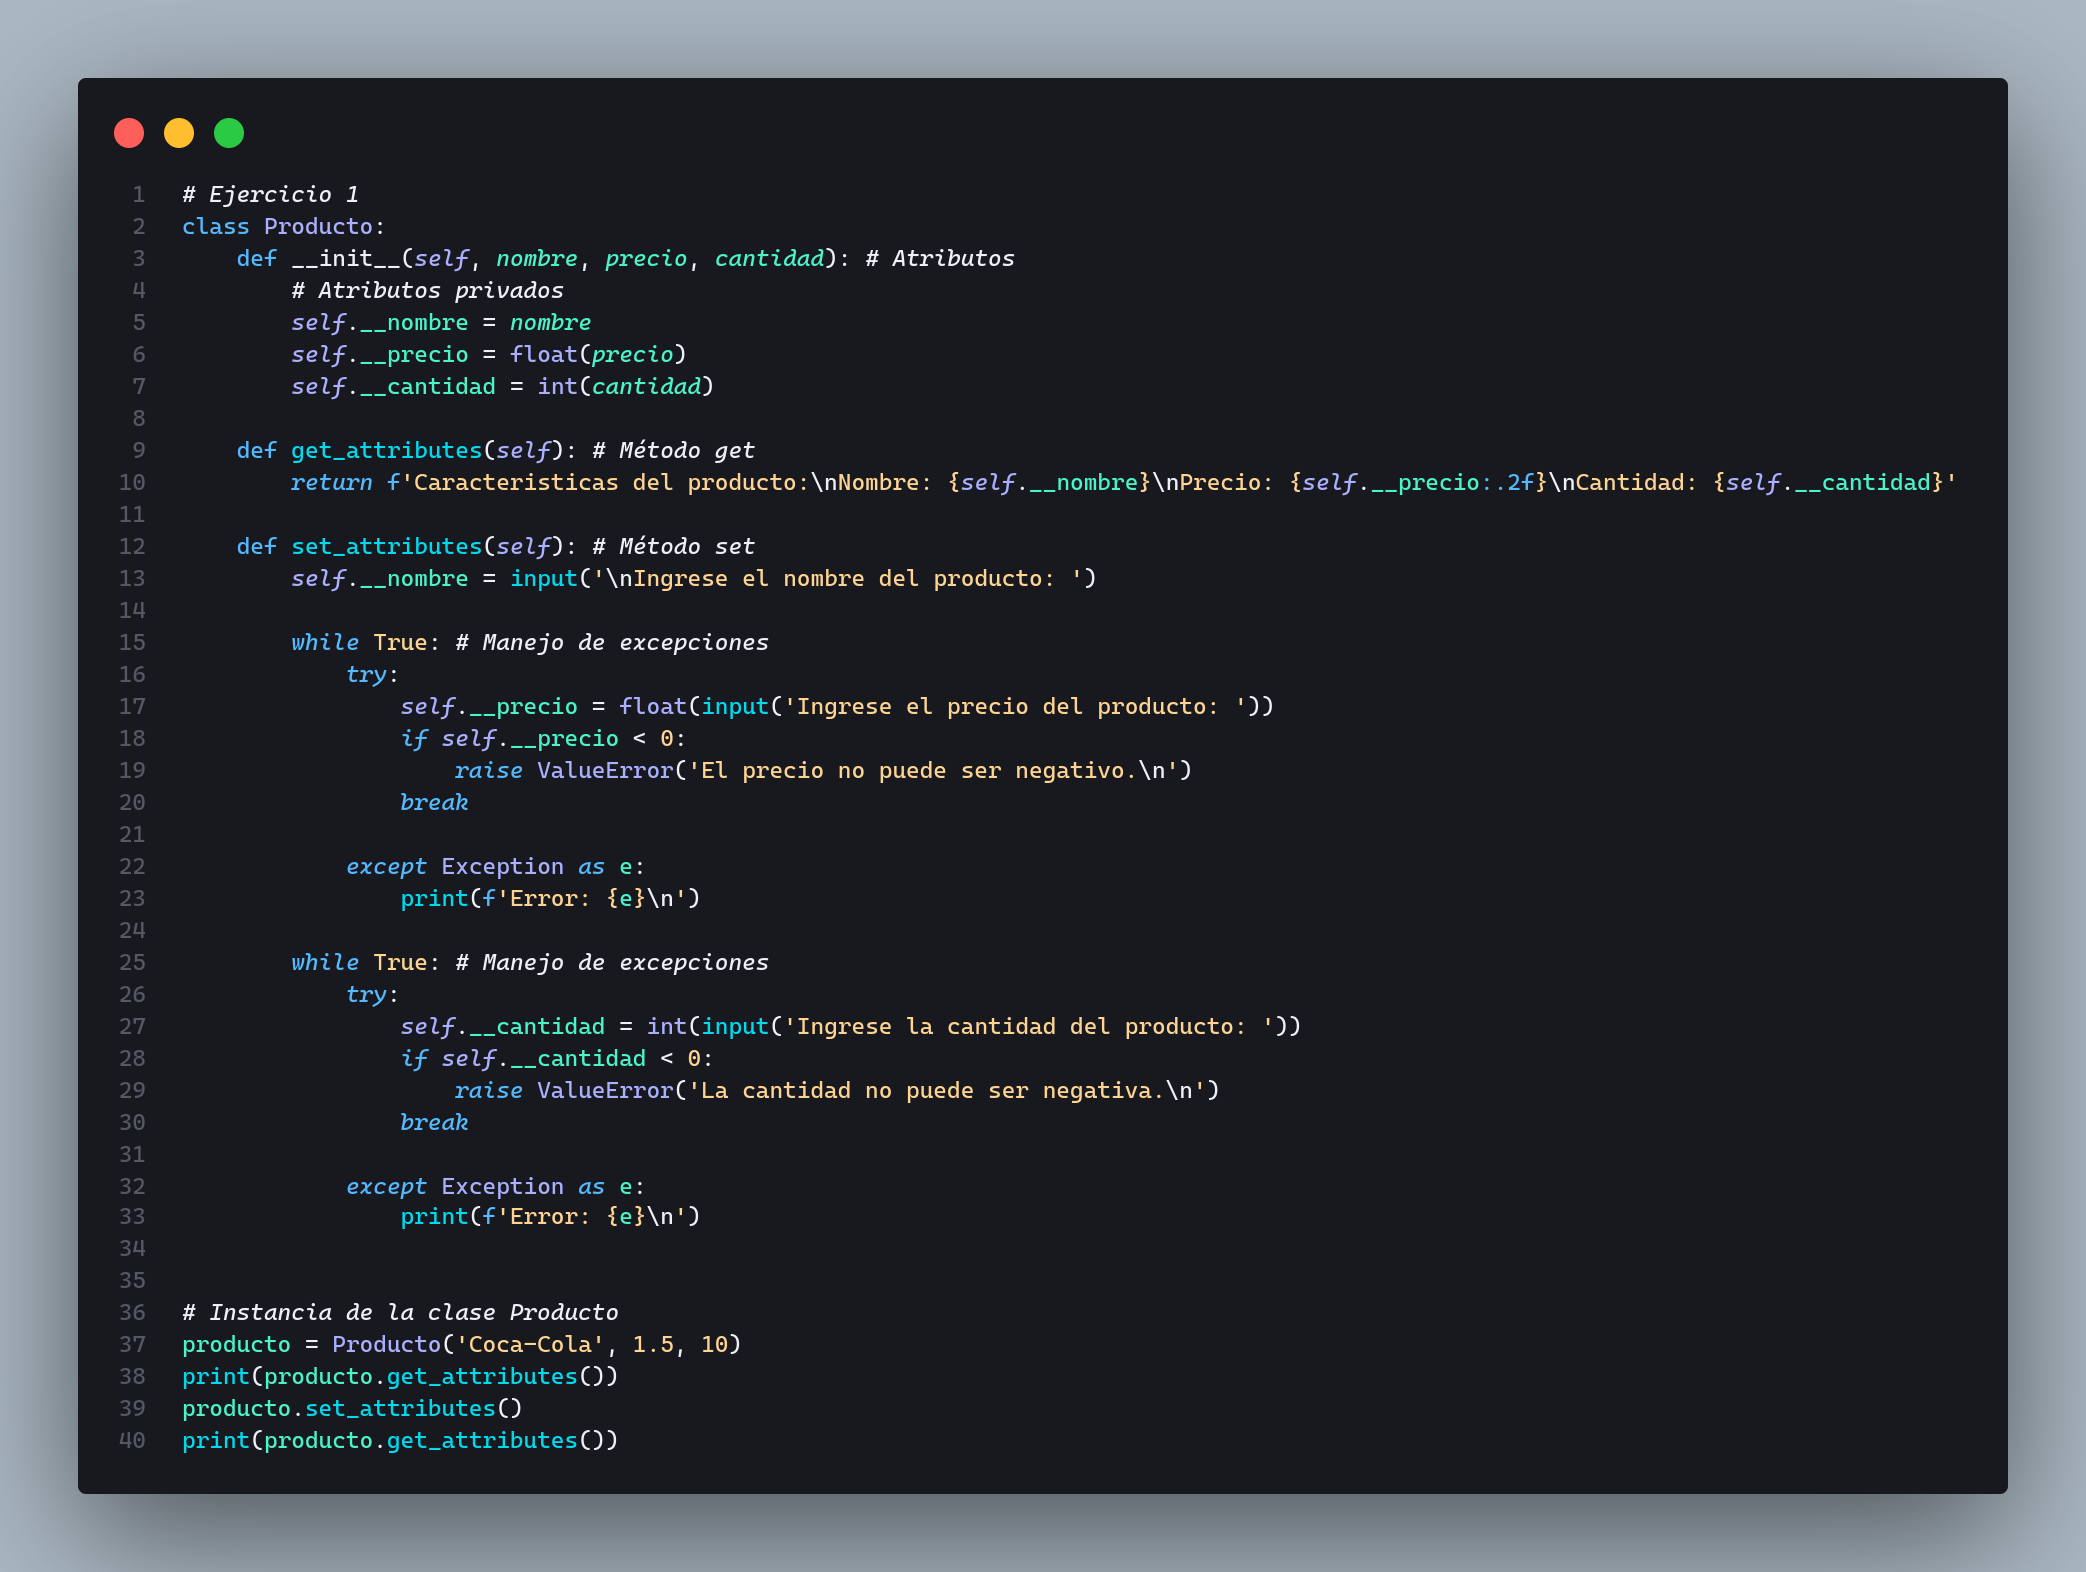 1 # Ejercicio 1
2 class Producto:
3     def __init__(self, nombre, precio, cantidad): # Atributos
4         # Atributos privados
5         self.__nombre = nombre
6         self.__precio = float(precio)
7         self.__cantidad = int(cantidad)
8
9     def get_attributes(self): # Método get
10         return f'Caracteristicas del producto:\nNombre: {self.__nombre}\nPrecio: {self.__precio:.2f}\nCantidad: {self.__cantidad}'
11
12     def set_attributes(self): # Método set
13         self.__nombre = input('\nIngrese el nombre del producto: ')
14
15         while True: # Manejo de excepciones
16             try:
17                 self.__precio = float(input('Ingrese el precio del producto: '))
18                 if self.__precio < 0:
19                     raise ValueError('El precio no puede ser negativo.\n')
20                 break
21
22             except Exception as e:
23                 print(f'Error: {e}\n')
24
25         while True: # Manejo de excepciones
26             try:
27                 self.__cantidad = int(input('Ingrese la cantidad del producto: '))
28                 if self.__cantidad < 0:
29                     raise ValueError('La cantidad no puede ser negativa.\n')
30                 break
31
32             except Exception as e:
33                 print(f'Error: {e}\n')
34
35
36 # Instancia de la clase Producto
37 producto = Producto('Coca-Cola', 1.5, 10)
38 print(producto.get_attributes())
39 producto.set_attributes()
40 print(producto.get_attributes())